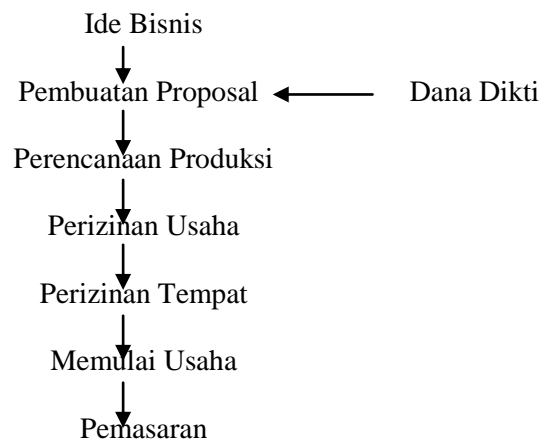 Ide Bisnis
Pembuatan Proposal Dana Dikti
Perencanaan Produksi
Perizinan Usaha
Perizinan Tempat
Memulai Usaha
Pemasaran